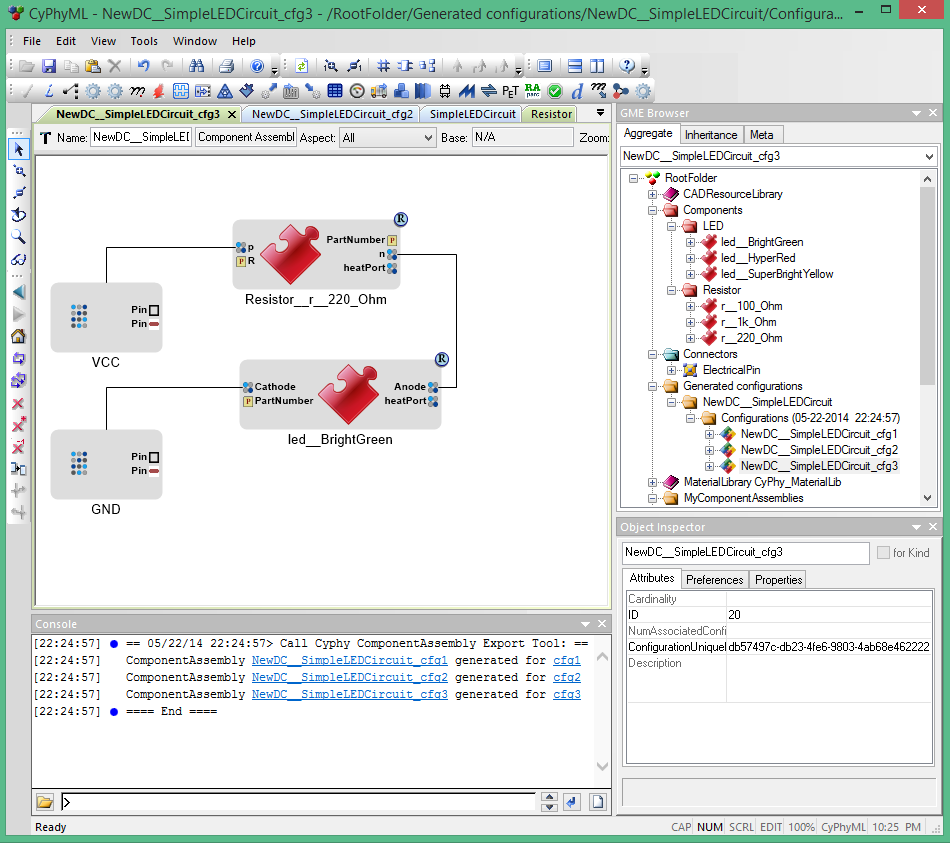 CyPhyML - NewDC__SimpleLEDCircuit_cfg3 - /RootFolder/Generated configurations/NewDC__SimpleLEDCircuit/Configura...
File Edit View Tools Window Help
PET RA PARC d
NewDC__SimpleLEDCircuit_cfg3 NewDC__SimpleLEDCircuit_cfg2 SimpleLEDCircuit Resistor
T Name: NewDC__SimpleLEI Component Assembl Aspect: All Base: N/A Zoom:
R
PartNumber P
p
n
P R
heatPort
Resistor__r__220_Ohm
Pin
Pin
VCC
R
Cathode Anode
P PartNumber heatPort
led__BrightGreen
Pin
Pin
GND
GME Browser
Aggregate Inheritance Meta
NewDC__SimpleLEDCircuit_cfg3
RootFolder
CADResourceLibrary
Components
LED
led__BrightGreen
led__HyperRed
led__SuperBrightYellow
Resistor
r__100_Ohm
r__1k_Ohm
r__220_Ohm
Connectors
ElectricalPin
Generated configurations
NewDC__SimpleLEDCircuit
Configurations (05-22-2014 22:24:57)
NewDC__SimpleLEDCircuit_cfg1
NewDC__SimpleLEDCircuit_cfg2
NewDC__SimpleLEDCircuit_cfg3
MaterialLibrary CyPhy_MaterialLib
MyComponentAssemblies
Object Inspector
NewDC__SimpleLEDCircuit_cfg3 for Kind
Attributes Preferences Properties
Cardinality
ID 20
NumAssociatedConfi
ConfigurationUniqueI db57497c-db23-4fe6-9803-4ab68e462222
Description
Console
[22:24:57] == 05/22/14 22:24:57> Call Cyphy ComponentAssembly Export Tool: ==
[22:24:57] ComponentAssembly NewDC__SimpleLEDCircuit_cfg1 generated for cfg1
[22:24:57] ComponentAssembly NewDC__SimpleLEDCircuit_cfg2 generated for cfg2
[22:24:57] ComponentAssembly NewDC__SimpleLEDCircuit_cfg3 generated for cfg3
[22:24:57] ==== End ====
>
Ready CAP NUM SCRL EDIT 100% CyPhyML 10:25 PM